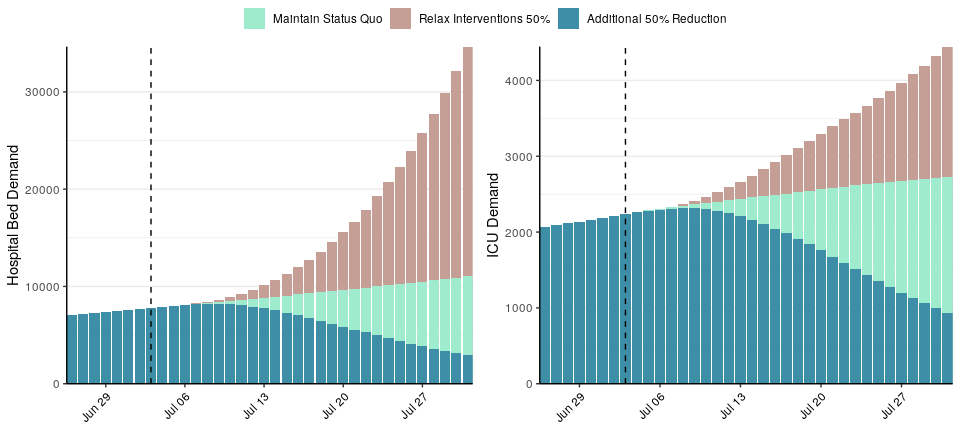 Maintain Status Quo Relax Interventions 50% Additional 50% Reduction
Hospital Bed Demand
30000
20000
10000
0
Jun 29 Jul 06 Jul 13 Jul 20 Jul 27
ICU Demand
4000
3000
2000
1000
0
Jun 29 Jul 06 Jul 13 Jul 20 Jul 27